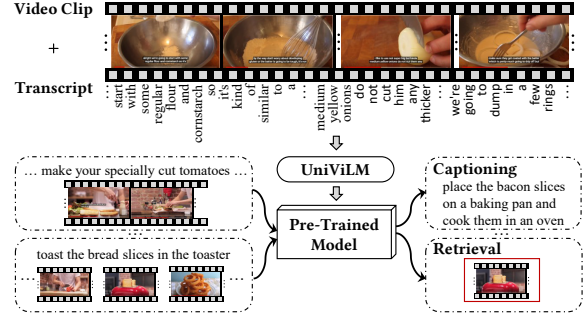 Video Clip
+
Transcript
... start with some regular flour and cornstarch so it's kind of similar to a ... medium yellow onions do not cut him any thicker ... we're going to dump in a few rings ...
UniViLM
... make your specially cut tomatoes ...
Pre-Trained
Model
toast the bread slices in the toaster
Captioning
place the bacon slices
on a baking pan and
cook them in an oven
...
Retrieval